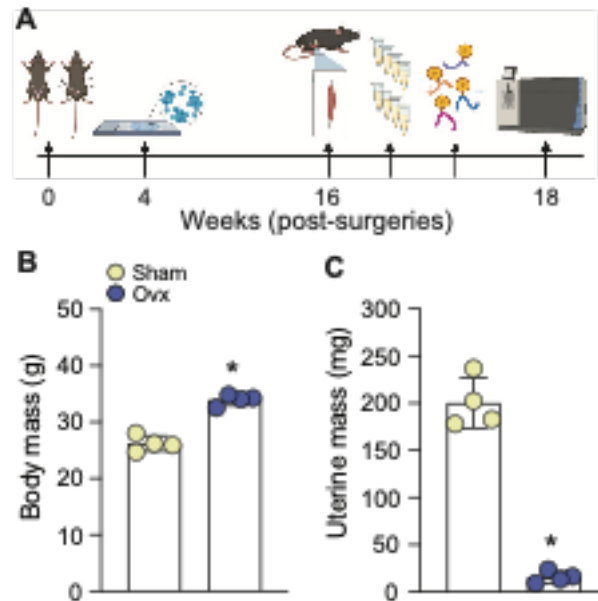 A
0 4 16 18
Weeks (post-surgeries)
B
Sham
Ovx
50
40
30
20
10
0
Body mass (g)
*
C
300
250
200
150
100
50
0
Uterine mass (mg)
*